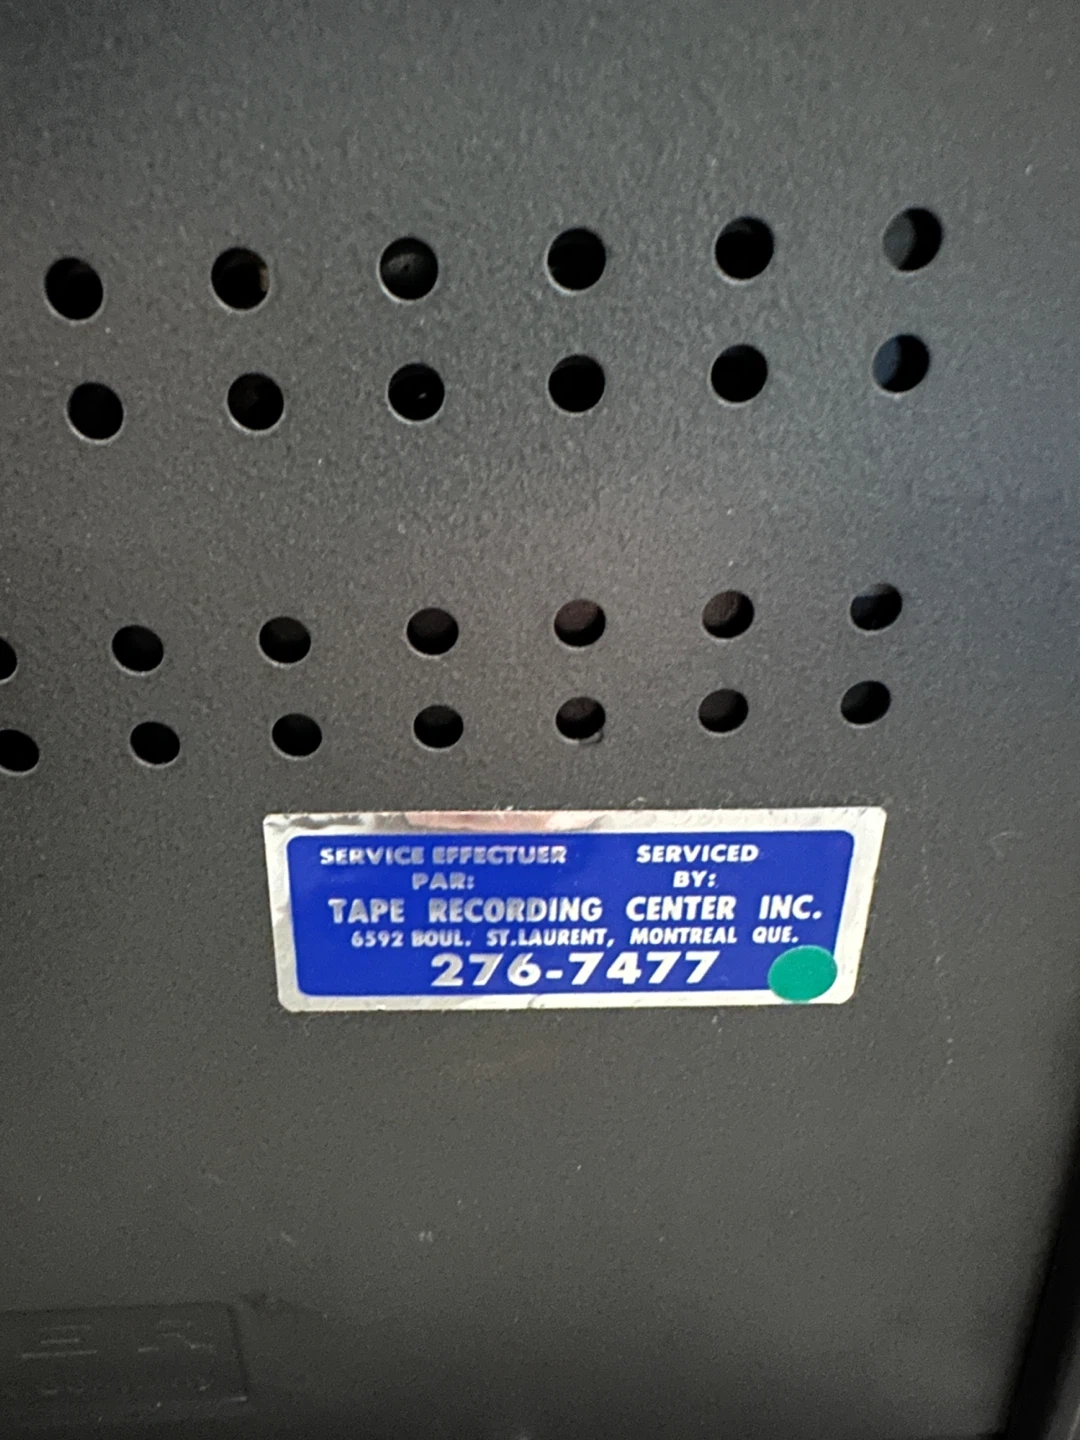 SERVICE EFFECTUER SERVICED
PAR: BY:
TAPE RECORDING CENTER INC.
6592 BOUL. ST.LAURENT, MONTREAL QUE.
276-7477